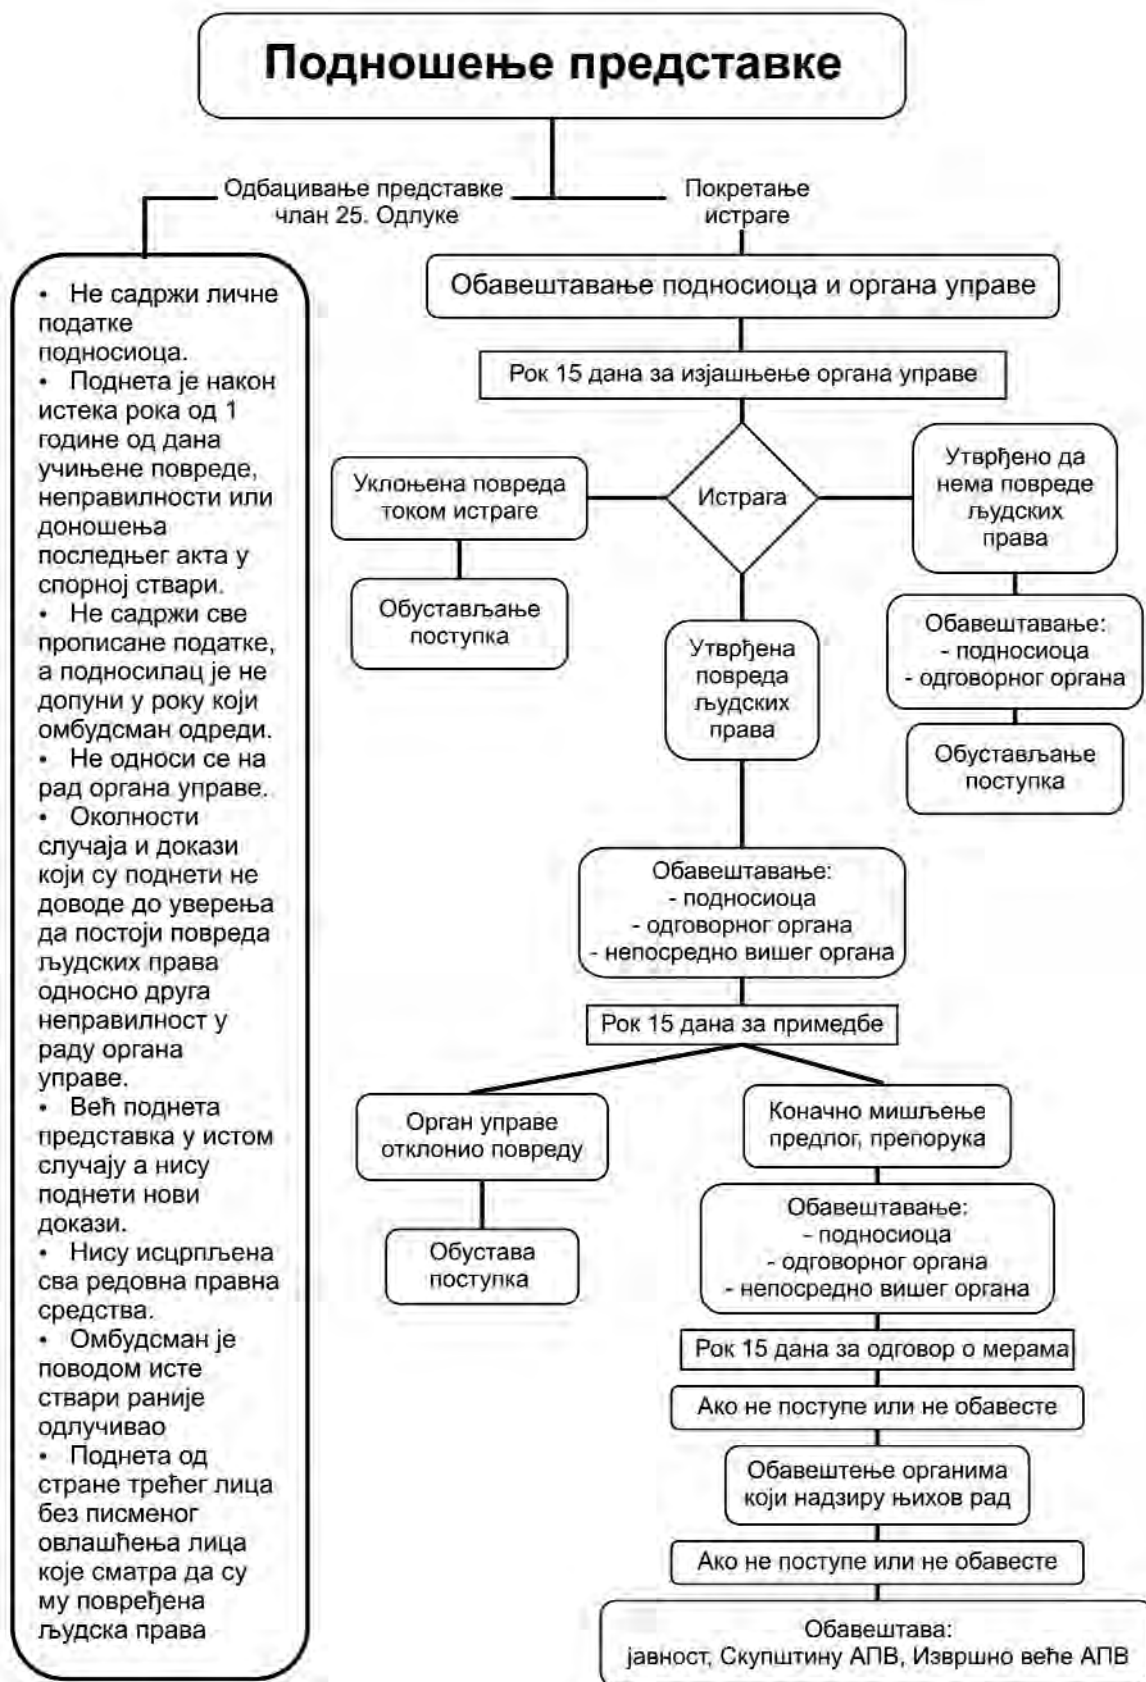 Подношење представке
Одбацивање представке
члан 25. Одлуке
Покретање
истраге
• Не садржи личне
податке
подносиоца.
• Поднета је након
истека рока од 1
године од дана
учињене повреде,
неправилности или
доношења
последњег акта у
спорној ствари.
• Не садржи све
прописане податке,
а подносилац је не
допуни у року који
омбудсман одреди.
• Не односи се на
рад органа управе.
• Околности
случаја и докази
који су поднети не
доводе до уверења
да постоји повреда
људских права
односно друга
неправилност у
раду органа
управе.
• Већ поднета
представка у истом
случају а нису
поднети нови
докази.
• Нису исцрпљена
сва редовна правна
средства.
• Омбудсман је
поводом исте
ствари раније
одлучивао
• Поднета од
стране трећег лица
без писменог
овлашћења лица
које сматра да су
му повређена
људска права
Обавештавање подносиоца и органа управе
Рок 15 дана за изјашњење органа управе
Истрага
Уклоњена повреда
током истраге
Обустављање
поступка
Утврђено да
нема повреде
људских
права
Обавештавање:
- подносиоца
- одговорног органа
Обустављање
поступка
Утврђена
повреда
људских
права
Обавештавање:
- подносиоца
- одговорног органа
- непосредно вишег органа
Рок 15 дана за примедбе
Орган управе
отклонио повреду
Обустава
поступка
Коначно мишљење
предлог, препорука
Обавештавање:
- подносиоца
- одговорног органа
- непосредно вишег органа
Рок 15 дана за одговор о мерама
Ако не поступе или не обавесте
Обавештење органима
који надзиру њихов рад
Ако не поступе или не обавесте
Обавештава:
јавност, Скупштину АПВ, Извршно веће АПВ